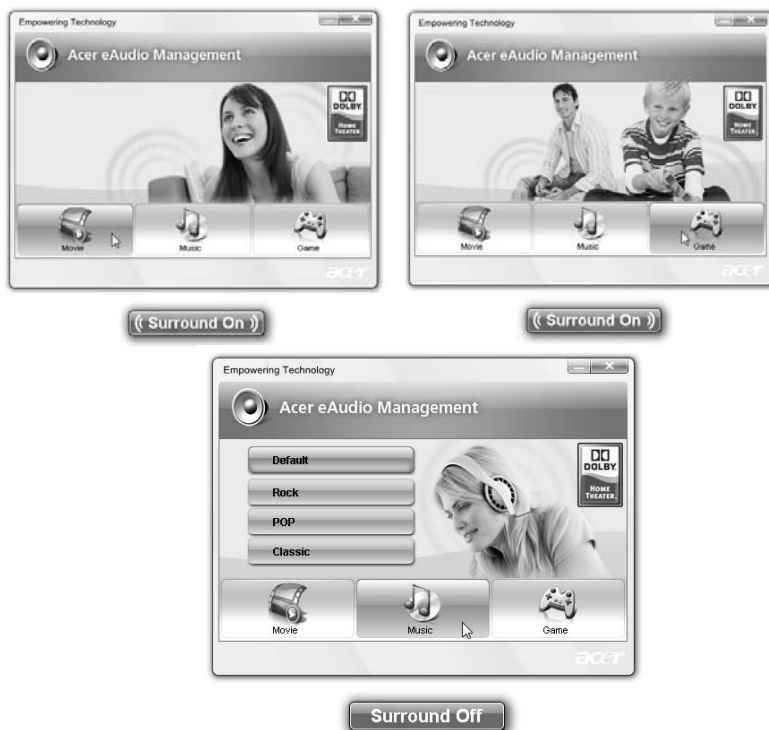 Empowering Technology
Acer eAudio Management
DOLBY
HOME
THEATER
Movie
Music
Game
acer
Surround On
Empowering Technology
Acer eAudio Management
DOLBY
HOME
THEATER
Movie
Music
Game
acer
Surround On
Empowering Technology
Acer eAudio Management
Default
Rock
POP
Classic
DOLBY
HOME
THEATER
Movie
Music
Game
acer
Surround Off